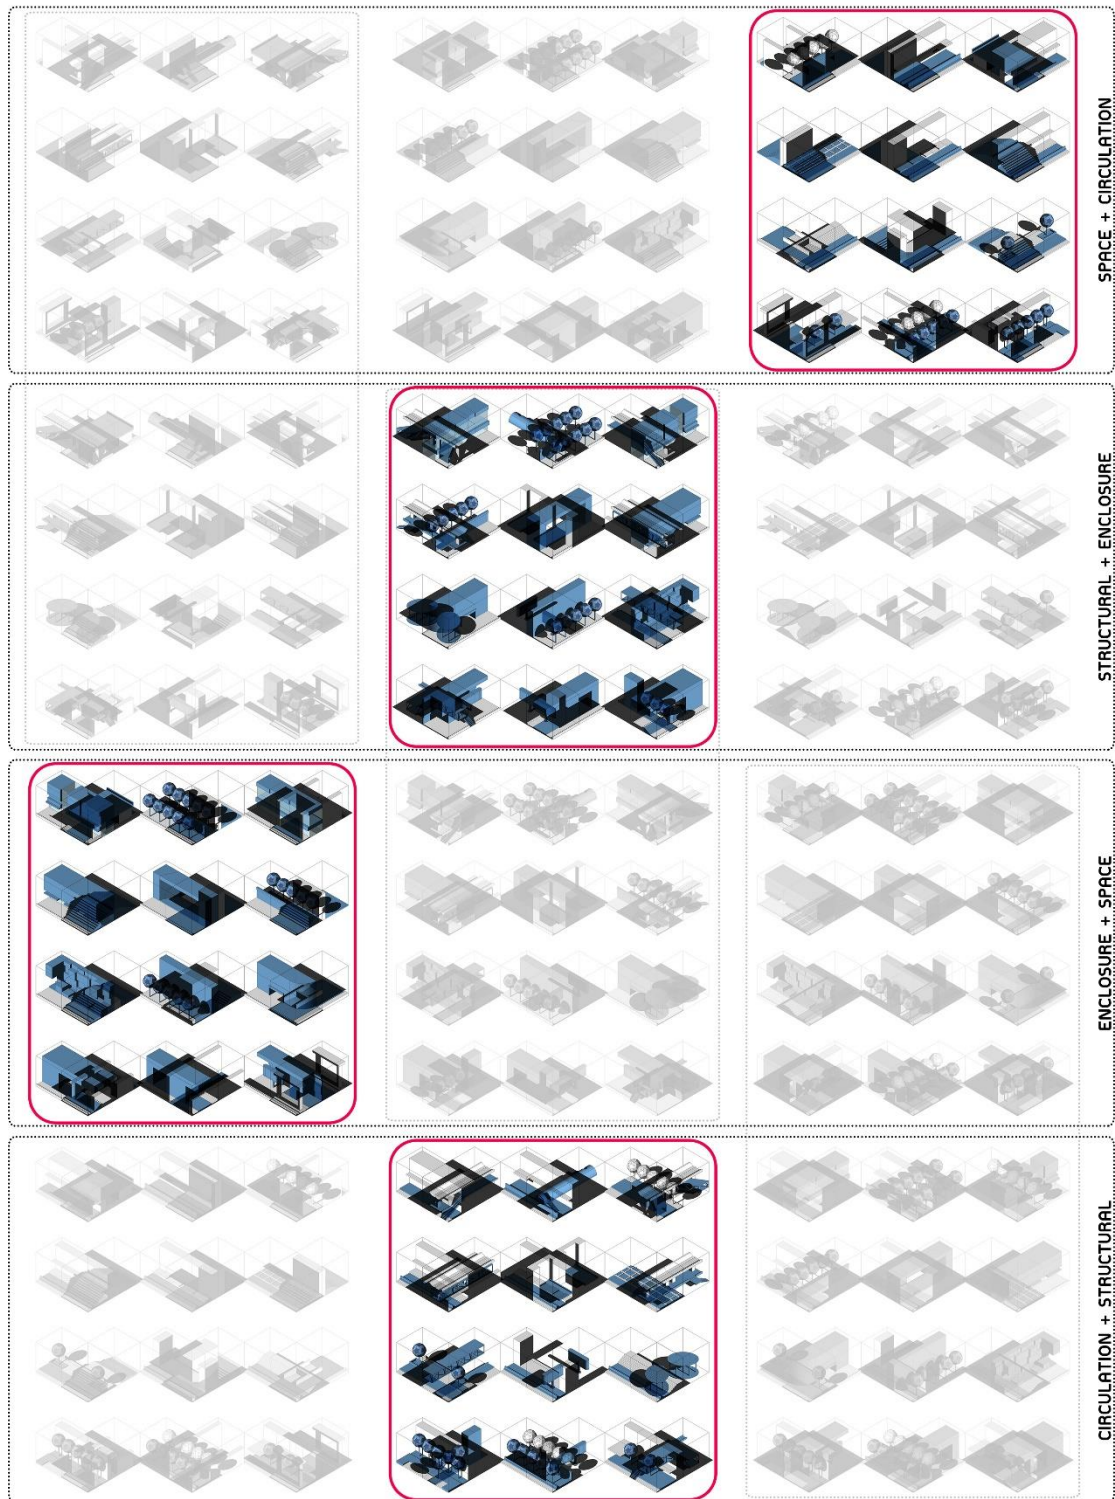 SPACE + CIRCULATION
STRUCTURAL + ENCLOSURE
ENCLOSURE + SPACE
CIRCULATION + STRUCTURAL